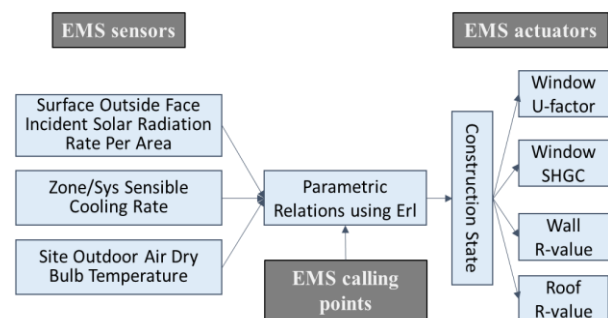 EMS sensors
EMS actuators
Surface Outside Face
Incident Solar Radiation
Rate Per Area
Zone/Sys Sensible
Cooling Rate
Site Outdoor Air Dry
Bulb Temperature
Parametric
Relations using Erl
EMS calling
points
Construction State
Window
U-factor
Window
SHGC
Wall
R-value
Roof
R-value